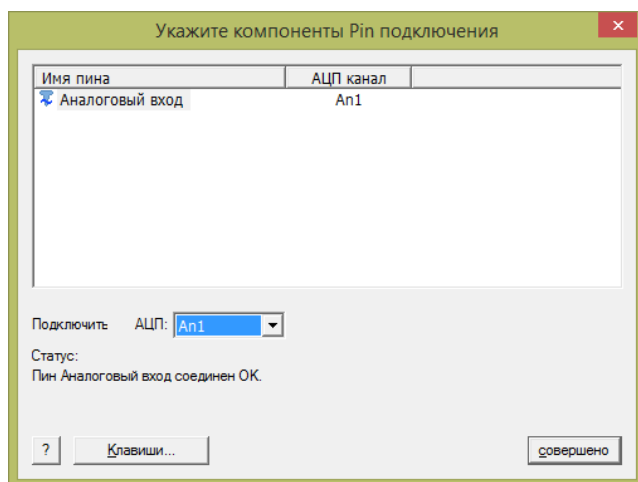 Укажите компоненты Pin подключения
Имя пина АЦП канал
Аналоговый вход An1
Подключить АЦП: An1
Статус:
Пин Аналоговый вход соединен ОК.
? Клавиши... совершено